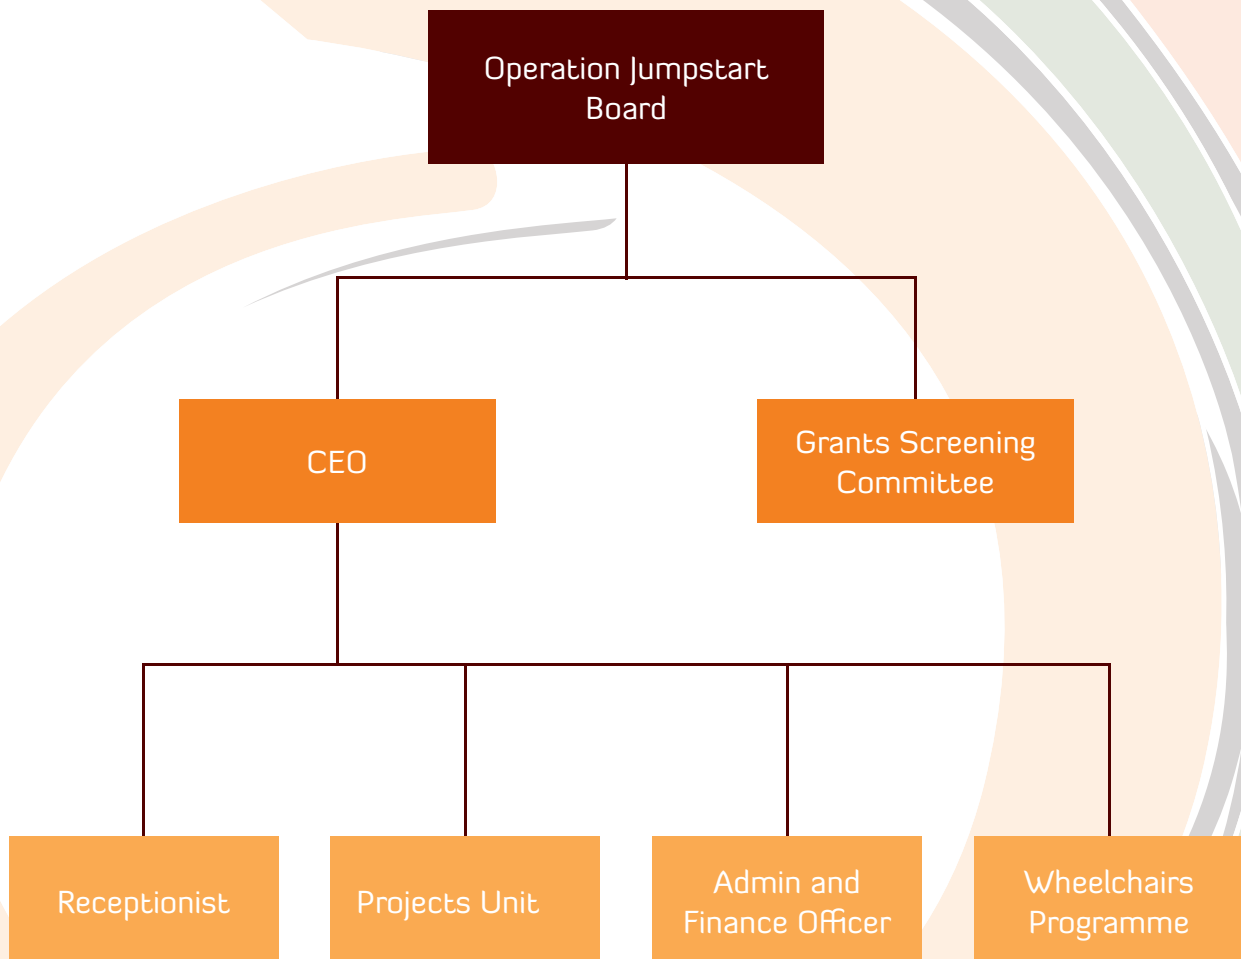 Operation Jumpstart
Board
CEO
Grants Screening
Committee
Receptionist
Projects Unit
Admin and
Finance Officer
Wheelchairs
Programme